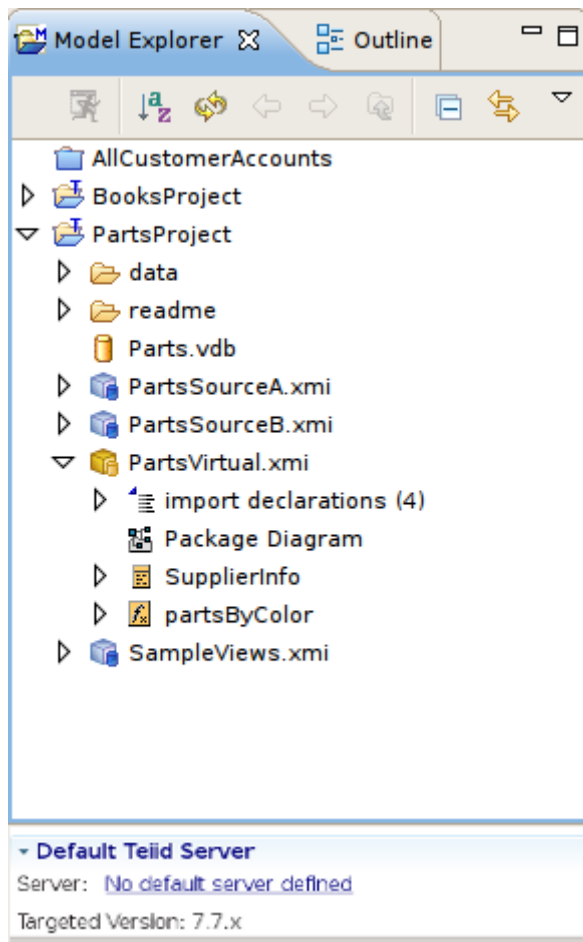 Model Explorer Outline
AllCustomerAccounts
BooksProject
PartsProject
data
readme
Parts.vdb
PartsSourceA.xmi
PartsSourceB.xmi
PartsVirtual.xmi
import declarations (4)
Package Diagram
SupplierInfo
partsByColor
SampleViews.xmi
Default Teiid Server
Server: No default server defined
Targeted Version: 7.7.x